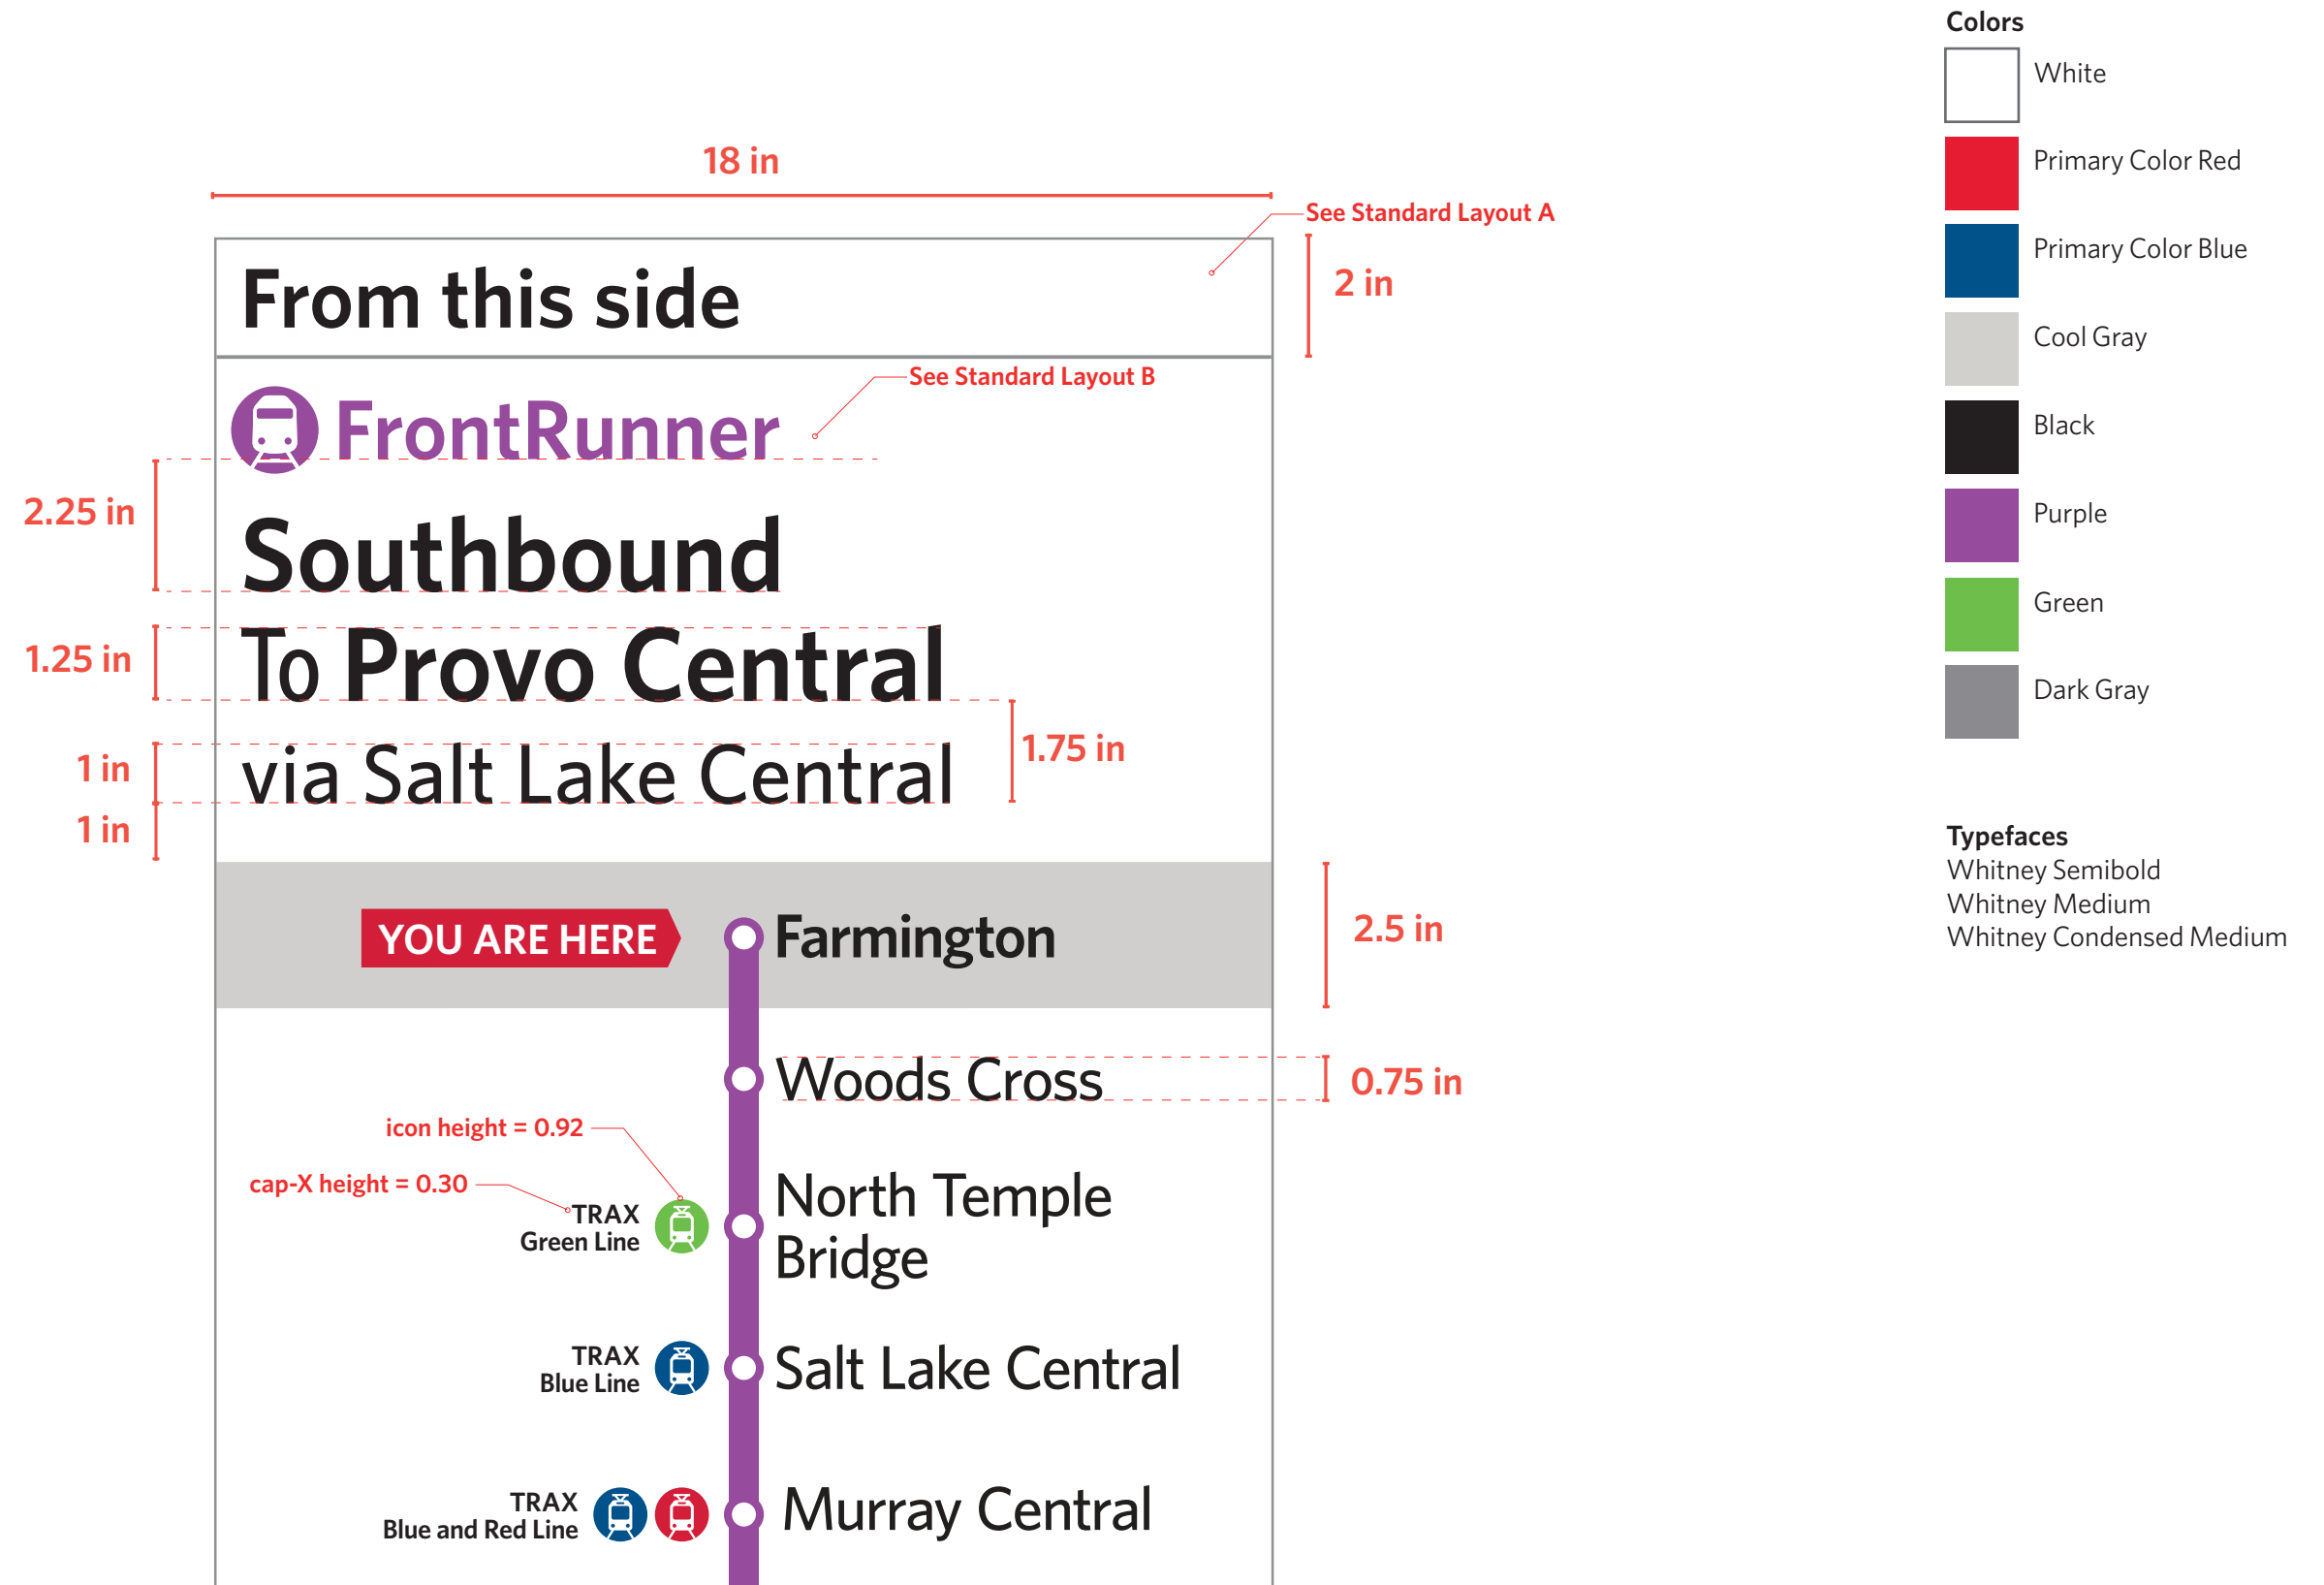 18 in
See Standard Layout A
From this side
2 in
See Standard Layout B
FrontRunner
2.25 in
Southbound
1.25 in
To Provo Central
1.75 in
1 in
via Salt Lake Central
1 in
YOU ARE HERE
Farmington
2.5 in
Woods Cross
0.75 in
icon height = 0.92
cap-X height = 0.30
TRAX
Green Line
North Temple
Bridge
TRAX
Blue Line
Salt Lake Central
TRAX
Blue and Red Line
Murray Central
Colors
White
Primary Color Red
Primary Color Blue
Cool Gray
Black
Purple
Green
Dark Gray
Typefaces
Whitney Semibold
Whitney Medium
Whitney Condensed Medium